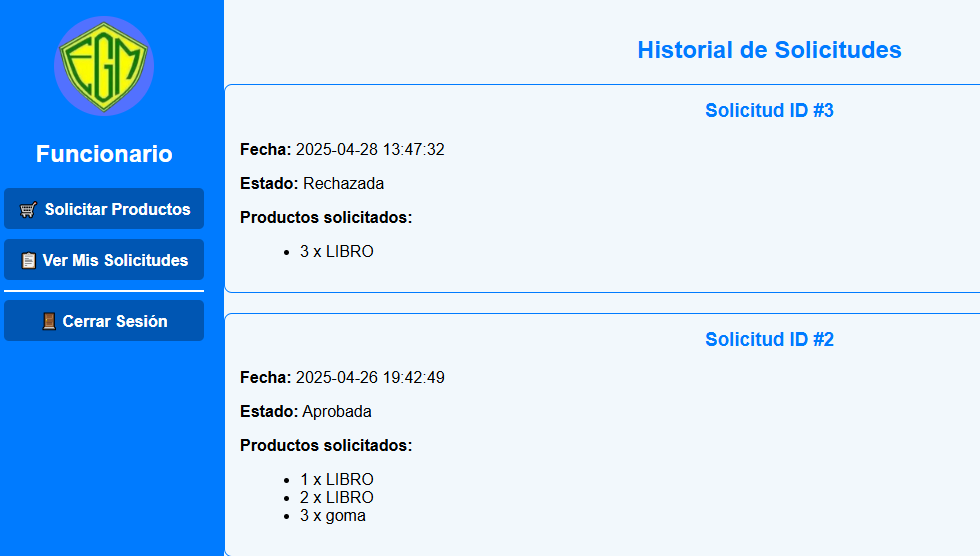 EGM
Funcionario
Solicitar Productos
Ver Mis Solicitudes
Cerrar Sesión
Historial de Solicitudes
Solicitud ID #3
Fecha: 2025-04-28 13:47:32
Estado: Rechazada
Productos solicitados:
3 x LIBRO
Solicitud ID #2
Fecha: 2025-04-26 19:42:49
Estado: Aprobada
Productos solicitados:
1 x LIBRO
2 x LIBRO
3 x goma